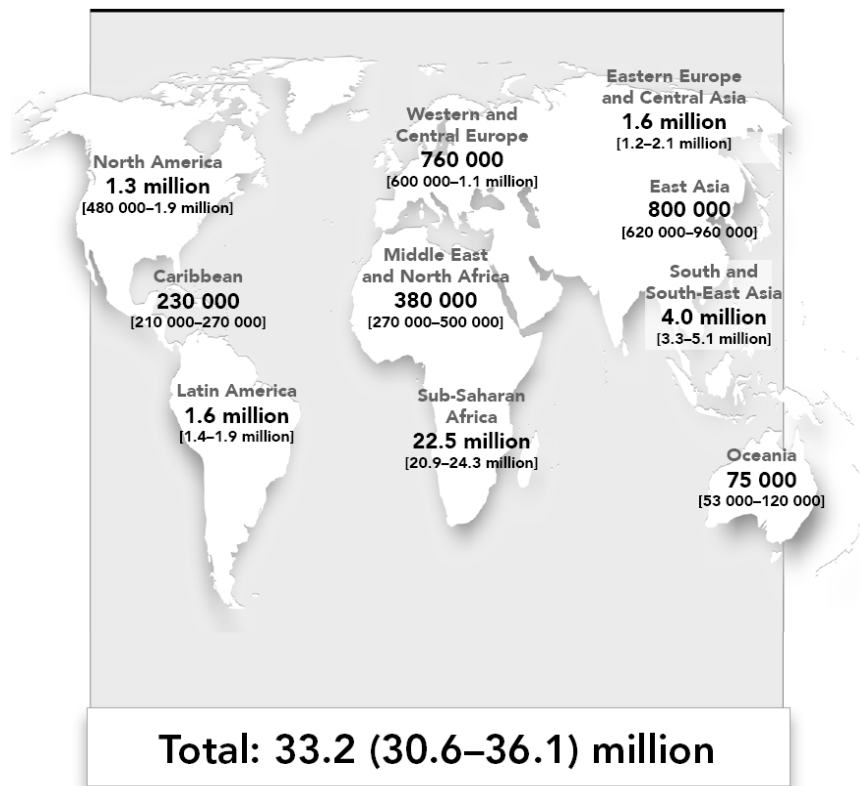 North America
1.3 million
[480 000–1.9 million]
Caribbean
230 000
[210 000–270 000]
Latin America
1.6 million
[1.4–1.9 million]
Western and
Central Europe
760 000
[600 000–1.1 million]
Middle East
and North Africa
380 000
[270 000–500 000]
Sub-Saharan
Africa
22.5 million
[20.9–24.3 million]
Eastern Europe
and Central Asia
1.6 million
[1.2–2.1 million]
East Asia
800 000
[620 000–960 000]
South and
South-East Asia
4.0 million
[3.3–5.1 million]
Oceania
75 000
[53 000–120 000]
Total: 33.2 (30.6–36.1) million